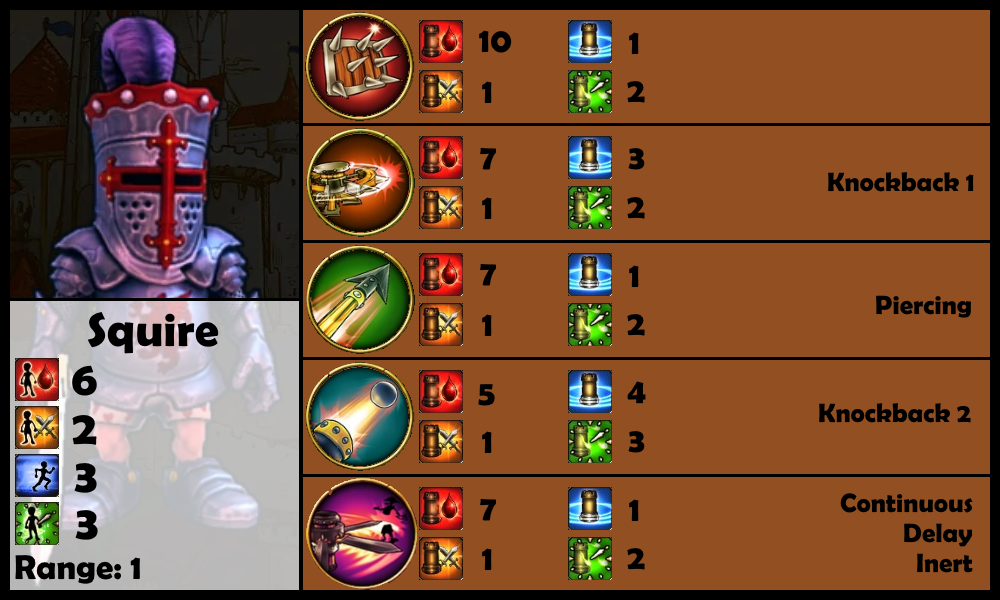 Squire
6
2
3
3
Range: 1
10 1
1 2
7 3
1 2
Knockback 1
7 1
1 2
Piercing
5 4
1 3
Knockback 2
7 1
1 2
Continuous
Delay
Inert